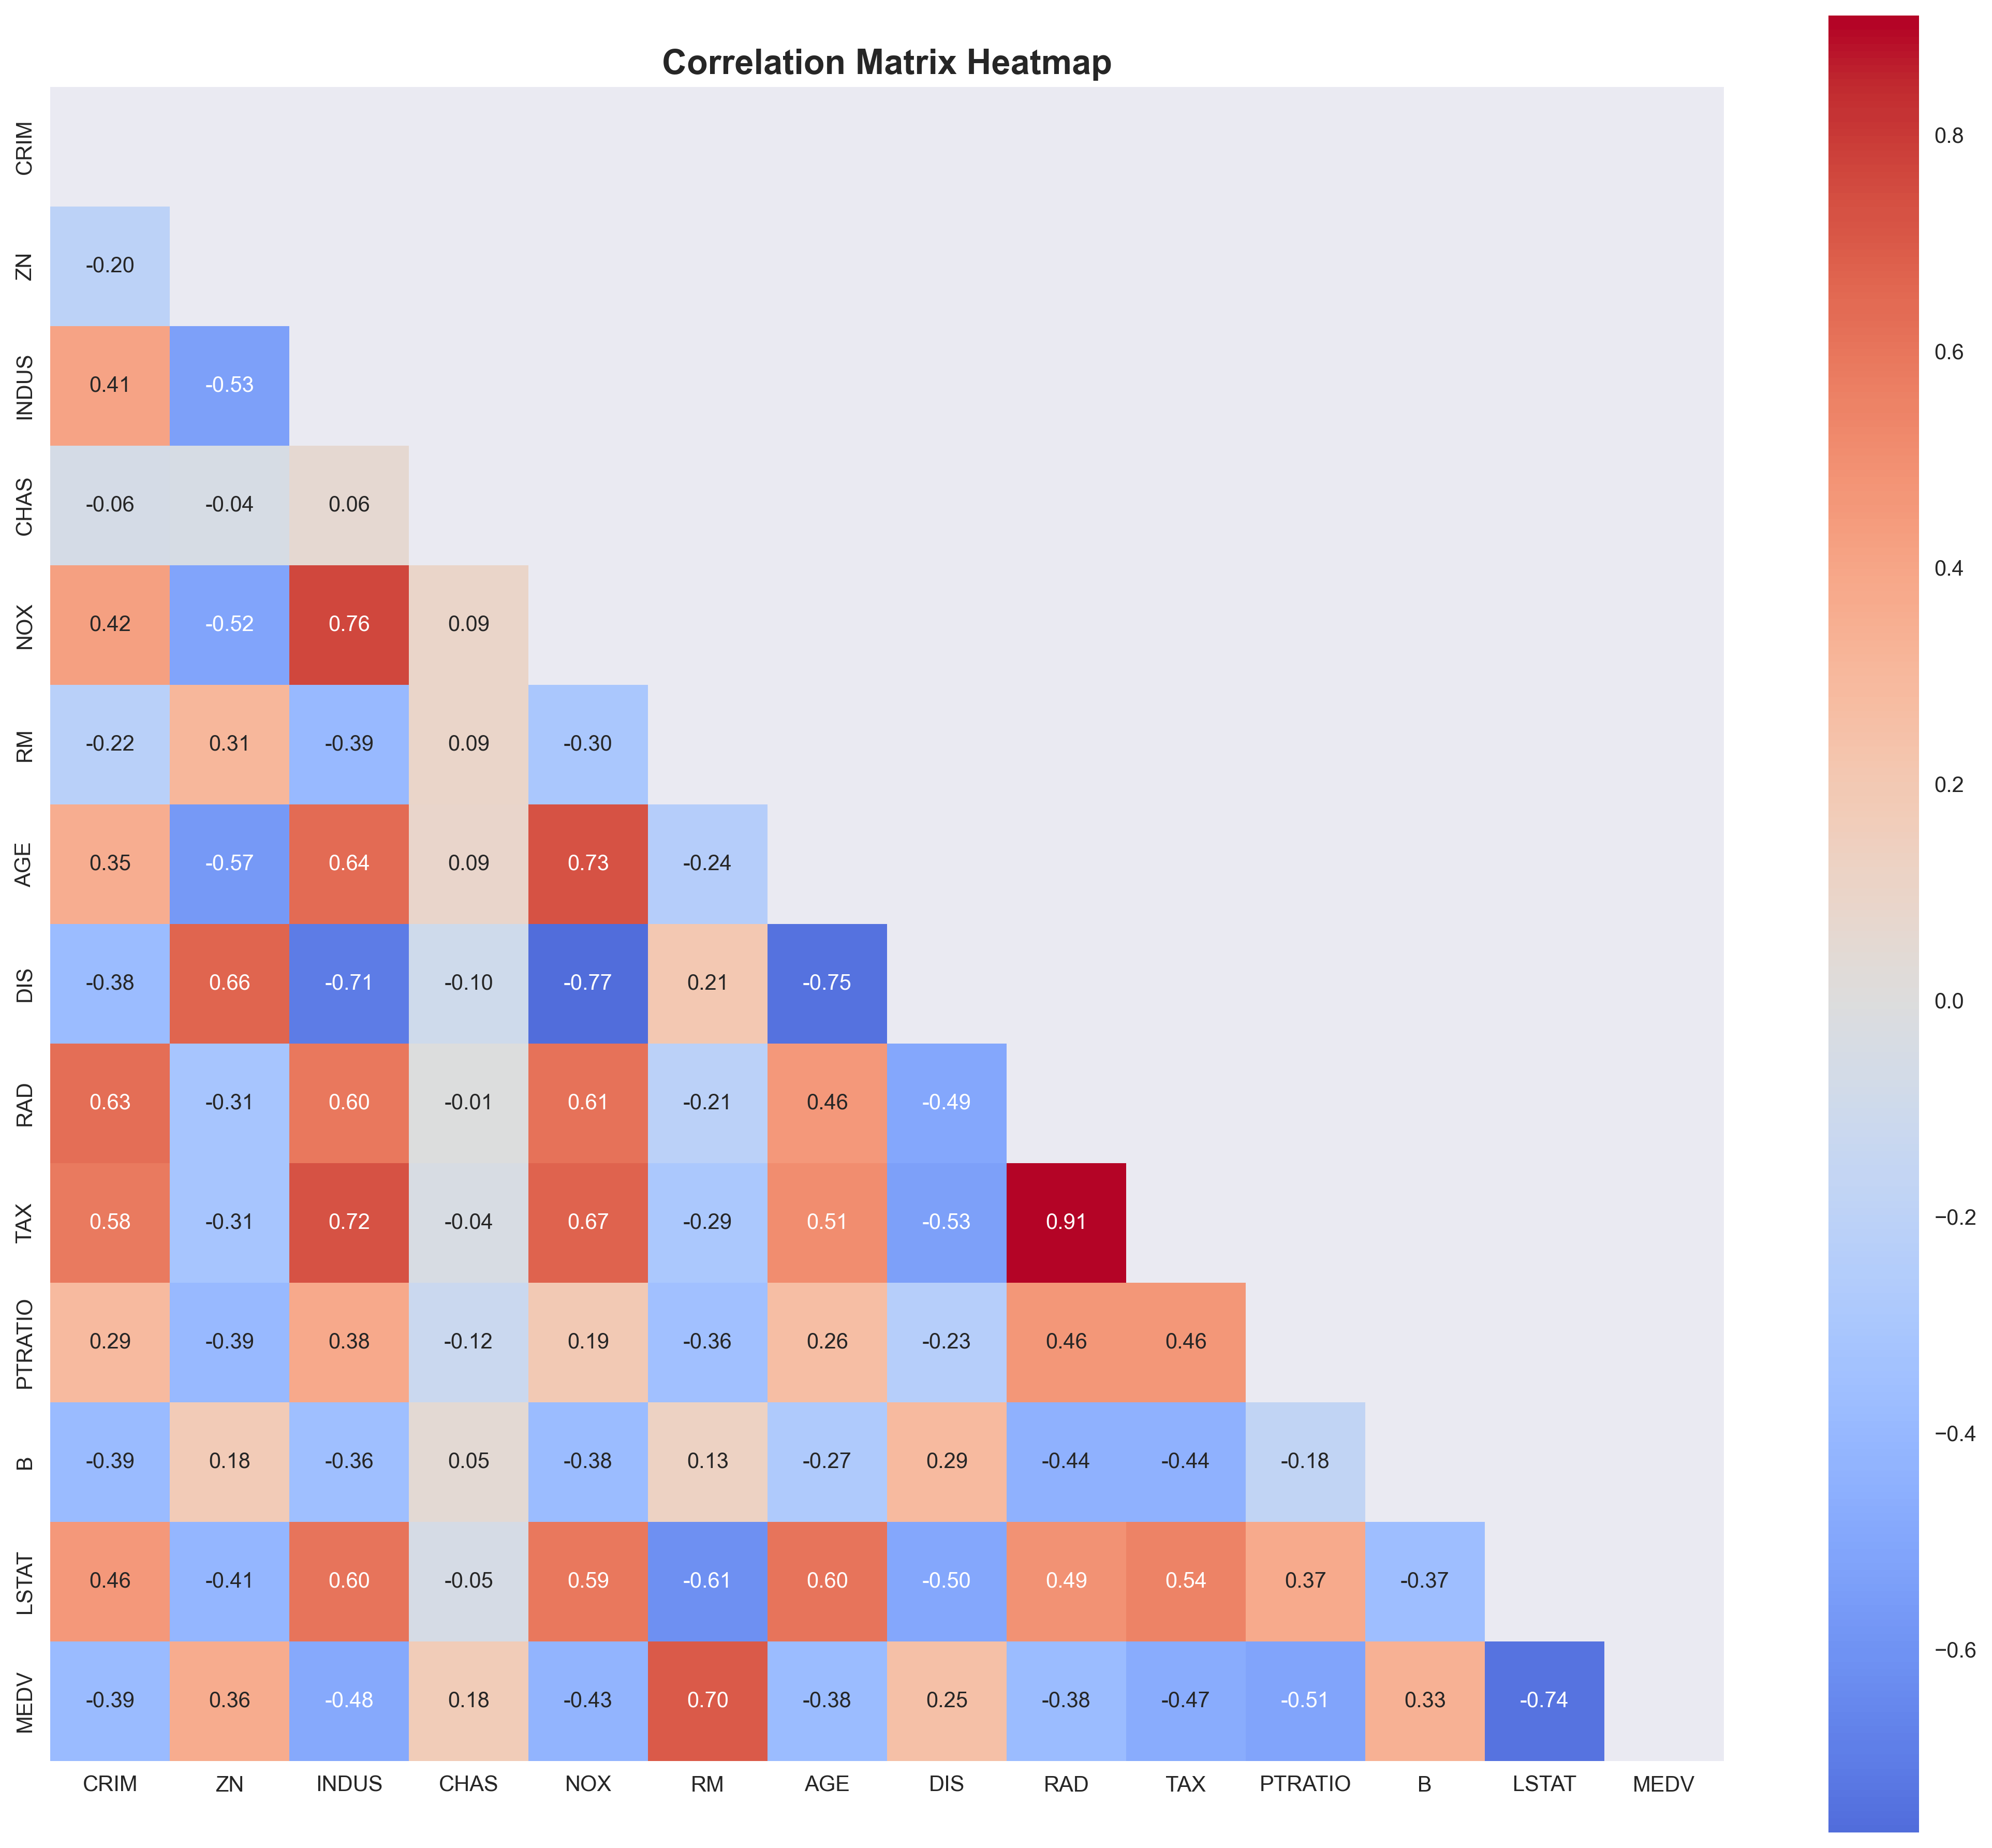 Correlation Matrix Heatmap
CRIM
ZN -0.20
INDUS 0.41 -0.53
CHAS -0.06 -0.04 0.06
NOX 0.42 -0.52 0.76 0.09
RM -0.22 0.31 -0.39 0.09 -0.30
AGE 0.35 -0.57 0.64 0.09 0.73 -0.24
DIS -0.38 0.66 -0.71 -0.10 -0.77 0.21 -0.75
RAD 0.63 -0.31 0.60 -0.01 0.61 -0.21 0.46 -0.49
TAX 0.58 -0.31 0.72 -0.04 0.67 -0.29 0.51 -0.53 0.91
PTRATIO 0.29 -0.39 0.38 -0.12 0.19 -0.36 0.26 -0.23 0.46 0.46
B -0.39 0.18 -0.36 0.05 -0.38 0.13 -0.27 0.29 -0.44 -0.44 -0.18
LSTAT 0.46 -0.41 0.60 -0.05 0.59 -0.61 0.60 -0.50 0.49 0.54 0.37 -0.37
MEDV -0.39 0.36 -0.48 0.18 -0.43 0.70 -0.38 0.25 -0.38 -0.47 -0.51 0.33 -0.74
CRIM ZN INDUS CHAS NOX RM AGE DIS RAD TAX PTRATIO B LSTAT MEDV
0.8
0.6
0.4
0.2
0.0
−0.2
−0.4
−0.6